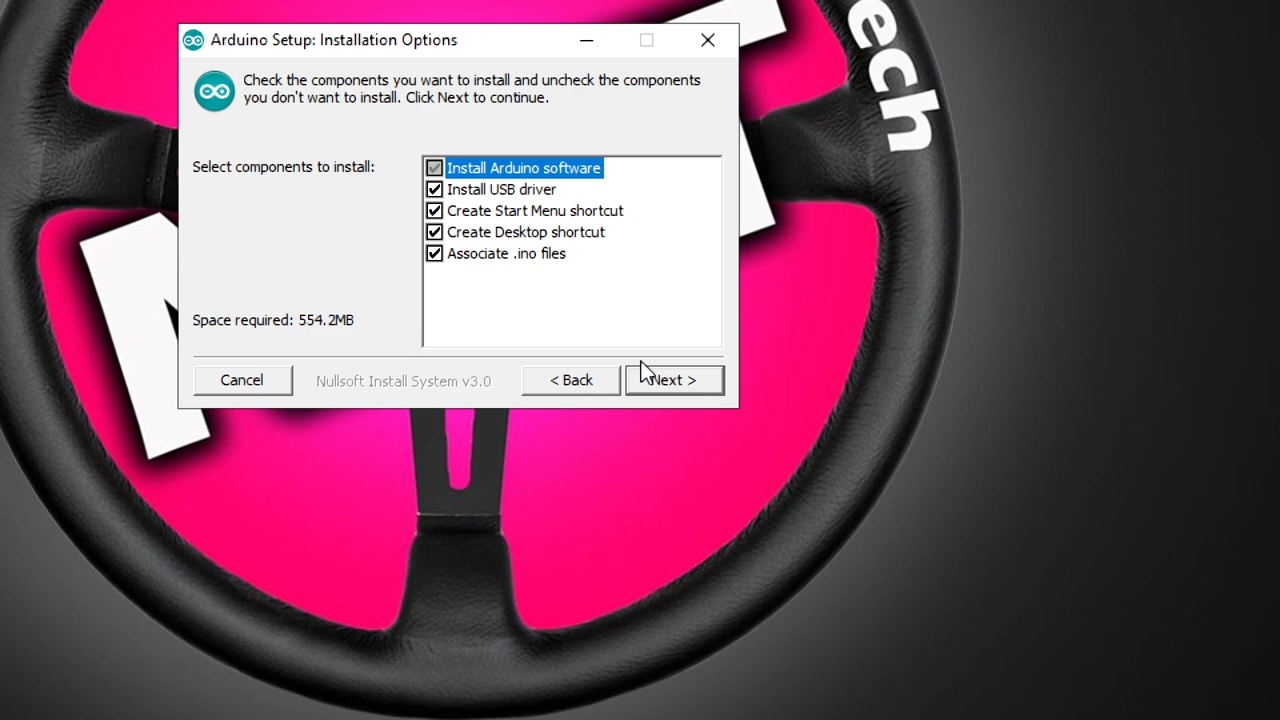 Arduino Setup: Installation Options
Check the components you want to install and uncheck the components
you don't want to install. Click Next to continue.
Select components to install:
Install Arduino software
Install USB driver
Create Start Menu shortcut
Create Desktop shortcut
Associate .ino files
Space required: 554.2MB
Cancel
Nullsoft Install System v3.0
< Back
Next >
ech